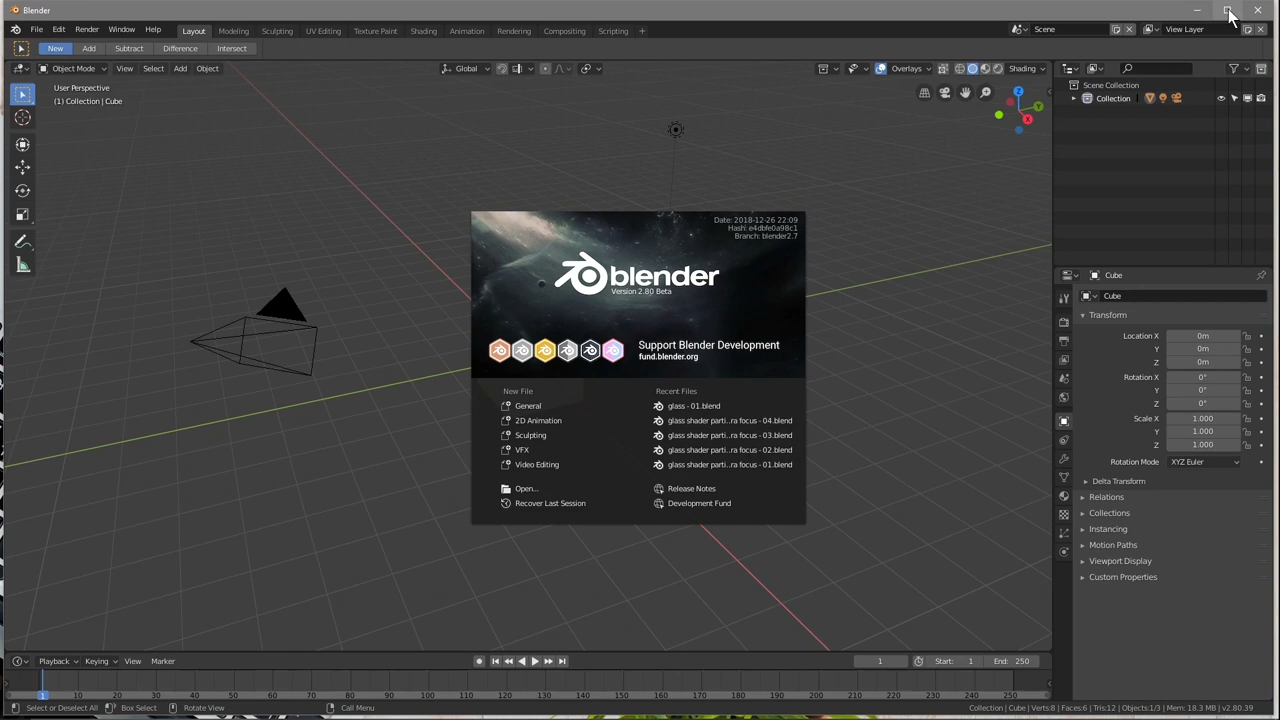 Blender
File Edit Render Window Help Layout Modeling Sculpting UV Editing Texture Paint Shading Animation Rendering Compositing Scripting + Scene View Layer
New Add Subtract Difference Intersect
Object Mode View Select Add Object Global Overlays Shading
User Perspective
(1) Collection | Cube
Z
Y
X
Scene Collection
Collection
Date: 2018-12-26 22:09
Hash: e4dbfe0a98c1
Branch: blender2.7
blender
Version 2.80 Beta
Support Blender Development
fund.blender.org
New File
General
2D Animation
Sculpting
VFX
Video Editing
Open...
Recover Last Session
Recent Files
glass - 01.blend
glass shader parti..ra focus - 04.blend
glass shader parti..ra focus - 03.blend
glass shader parti..ra focus - 02.blend
glass shader parti..ra focus - 01.blend
Release Notes
Development Fund
Cube
Cube
Transform
Location X 0m
Y 0m
Z 0m
Rotation X 0°
Y 0°
Z 0°
Scale X 1.000
Y 1.000
Z 1.000
Rotation Mode XYZ Euler
Delta Transform
Relations
Collections
Instancing
Motion Paths
Viewport Display
Custom Properties
Playback Keying View Marker 1 Start: 1 End: 250
1 10 20 30 40 50 60 70 80 90 100 110 120 130 140 150 160 170 180 190 200 210 220 230 240 250
Select or Deselect All Box Select Rotate View Call Menu Collection | Cube | Verts:8 | Faces:6 | Tris:12 | Objects:1/3 | Mem: 18.3 MB | v2.80.39